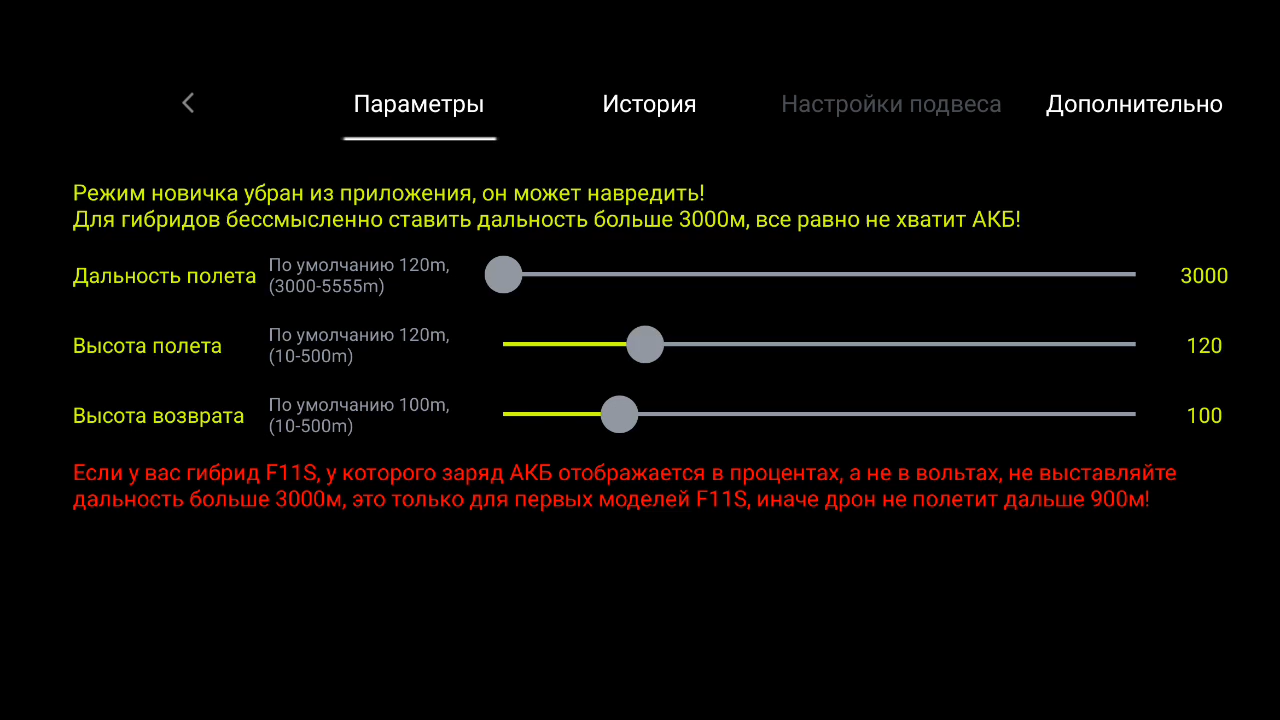 Параметры История Настройки подвеса Дополнительно
Режим новичка убран из приложения, он может навредить!
Для гибридов бессмысленно ставить дальность больше 3000м, все равно не хватит АКБ!
Дальность полета По умолчанию 120m, (3000-5555m) 3000
Высота полета По умолчанию 120m, (10-500m) 120
Высота возврата По умолчанию 100m, (10-500m) 100
Если у вас гибрид F11S, у которого заряд АКБ отображается в процентах, а не в вольтах, не выставляйте
дальность больше 3000м, это только для первых моделей F11S, иначе дрон не полетит дальше 900м!